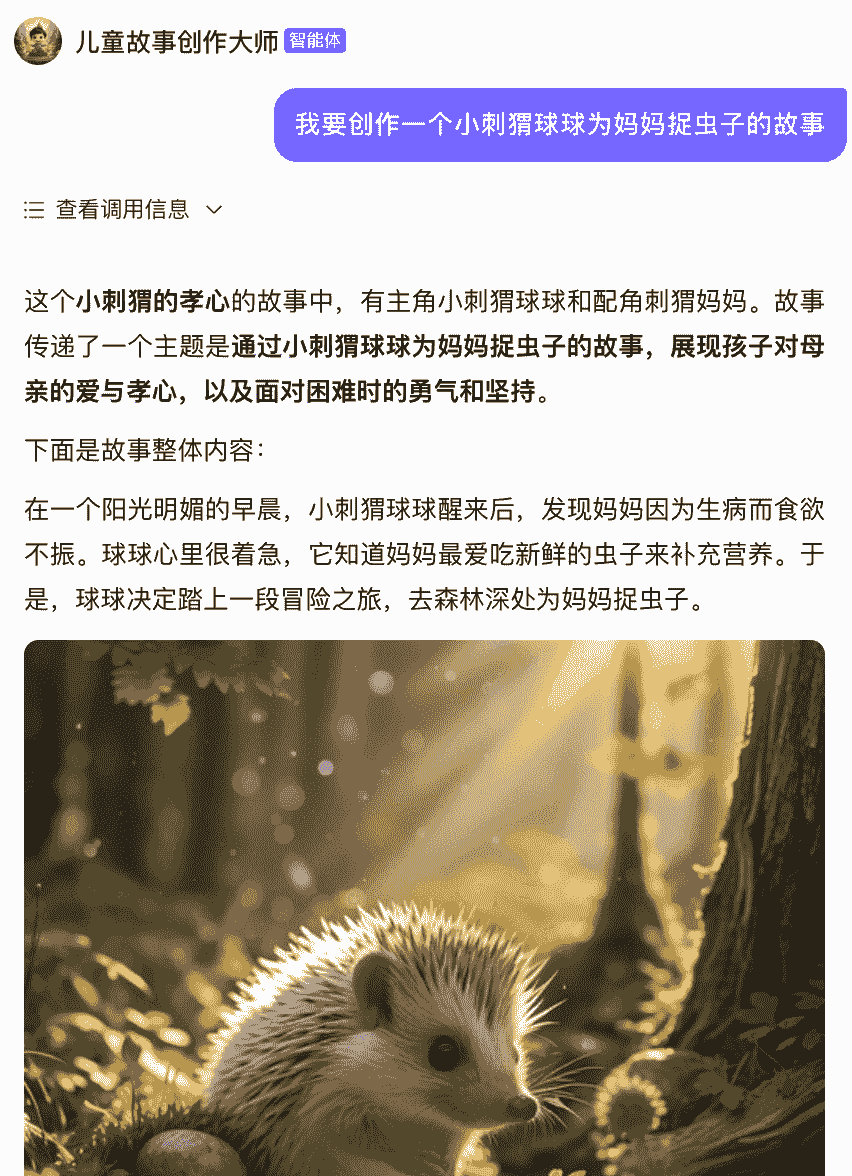 儿童故事创作大师 智能体
我要创作一个小刺猬球球为妈妈捉虫子的故事
查看调用信息
这个小刺猬的孝心的故事中，有主角小刺猬球球和配角刺猬妈妈。故事
传递了一个主题是通过小刺猬球球为妈妈捉虫子的故事，展现孩子对母
亲的爱与孝心，以及面对困难时的勇气和坚持。
下面是故事整体内容：
在一个阳光明媚的早晨，小刺猬球球醒来后，发现妈妈因为生病而食欲
不振。球球心里很着急，它知道妈妈最爱吃新鲜的虫子来补充营养。于
是，球球决定踏上一段冒险之旅，去森林深处为妈妈捉虫子。